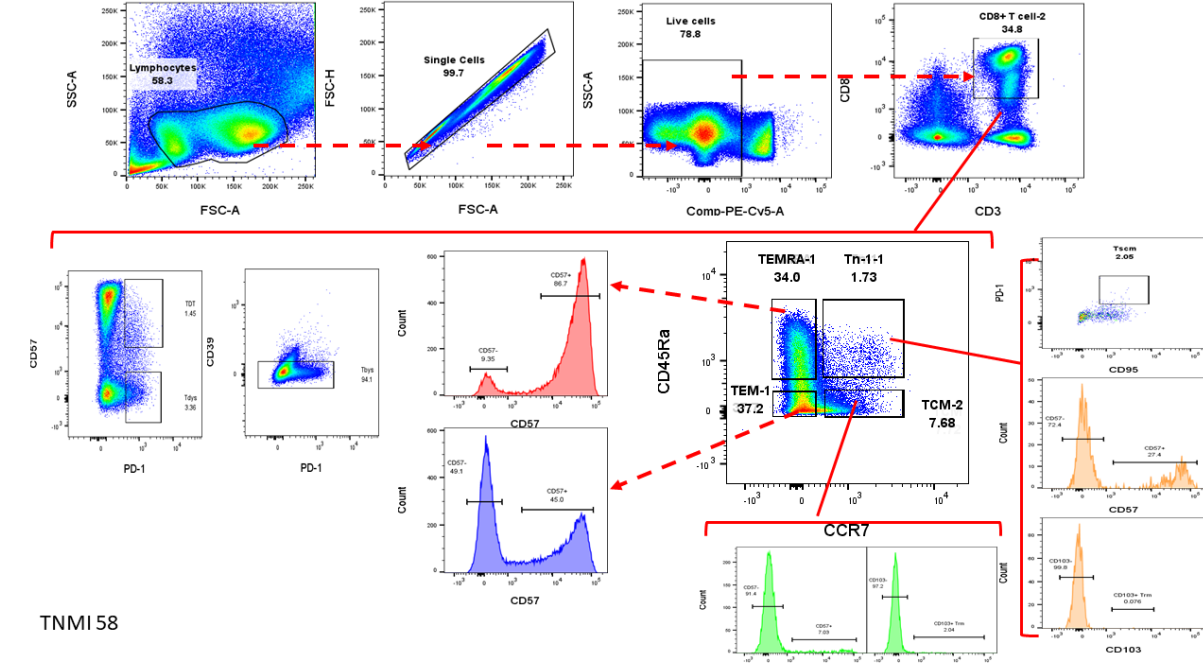 Lymphocytes
58.3
SSC-A
FSC-A
Single Cells
99.7
FSC-H
FSC-A
Live cells
78.8
SSC-A
Comp-PE-Cy5-A
CD8+ T cell-2
34.8
CD8
CD3
TDT
1.45
Tdys
3.36
CD57
PD-1
Tbys
94.1
CD39
PD-1
CD57+
86.7
CD57-
9.35
Count
CD57
CD57-
49.1
CD57+
45.0
Count
CD57
TEMRA-1
34.0
Tn-1-1
1.73
TEM-1
37.2
TCM-2
7.68
CD45Ra
CCR7
Tscm
2.05
PD-1
CD95
CD57-
72.4
CD57+
27.4
Count
CD57
CD103-
99.8
CD103+ Trm
0.076
Count
CD103
CD57-
91.4
CD57+
7.03
Count
CD103-
97.2
CD103+ Trm
2.04
TNMI 58